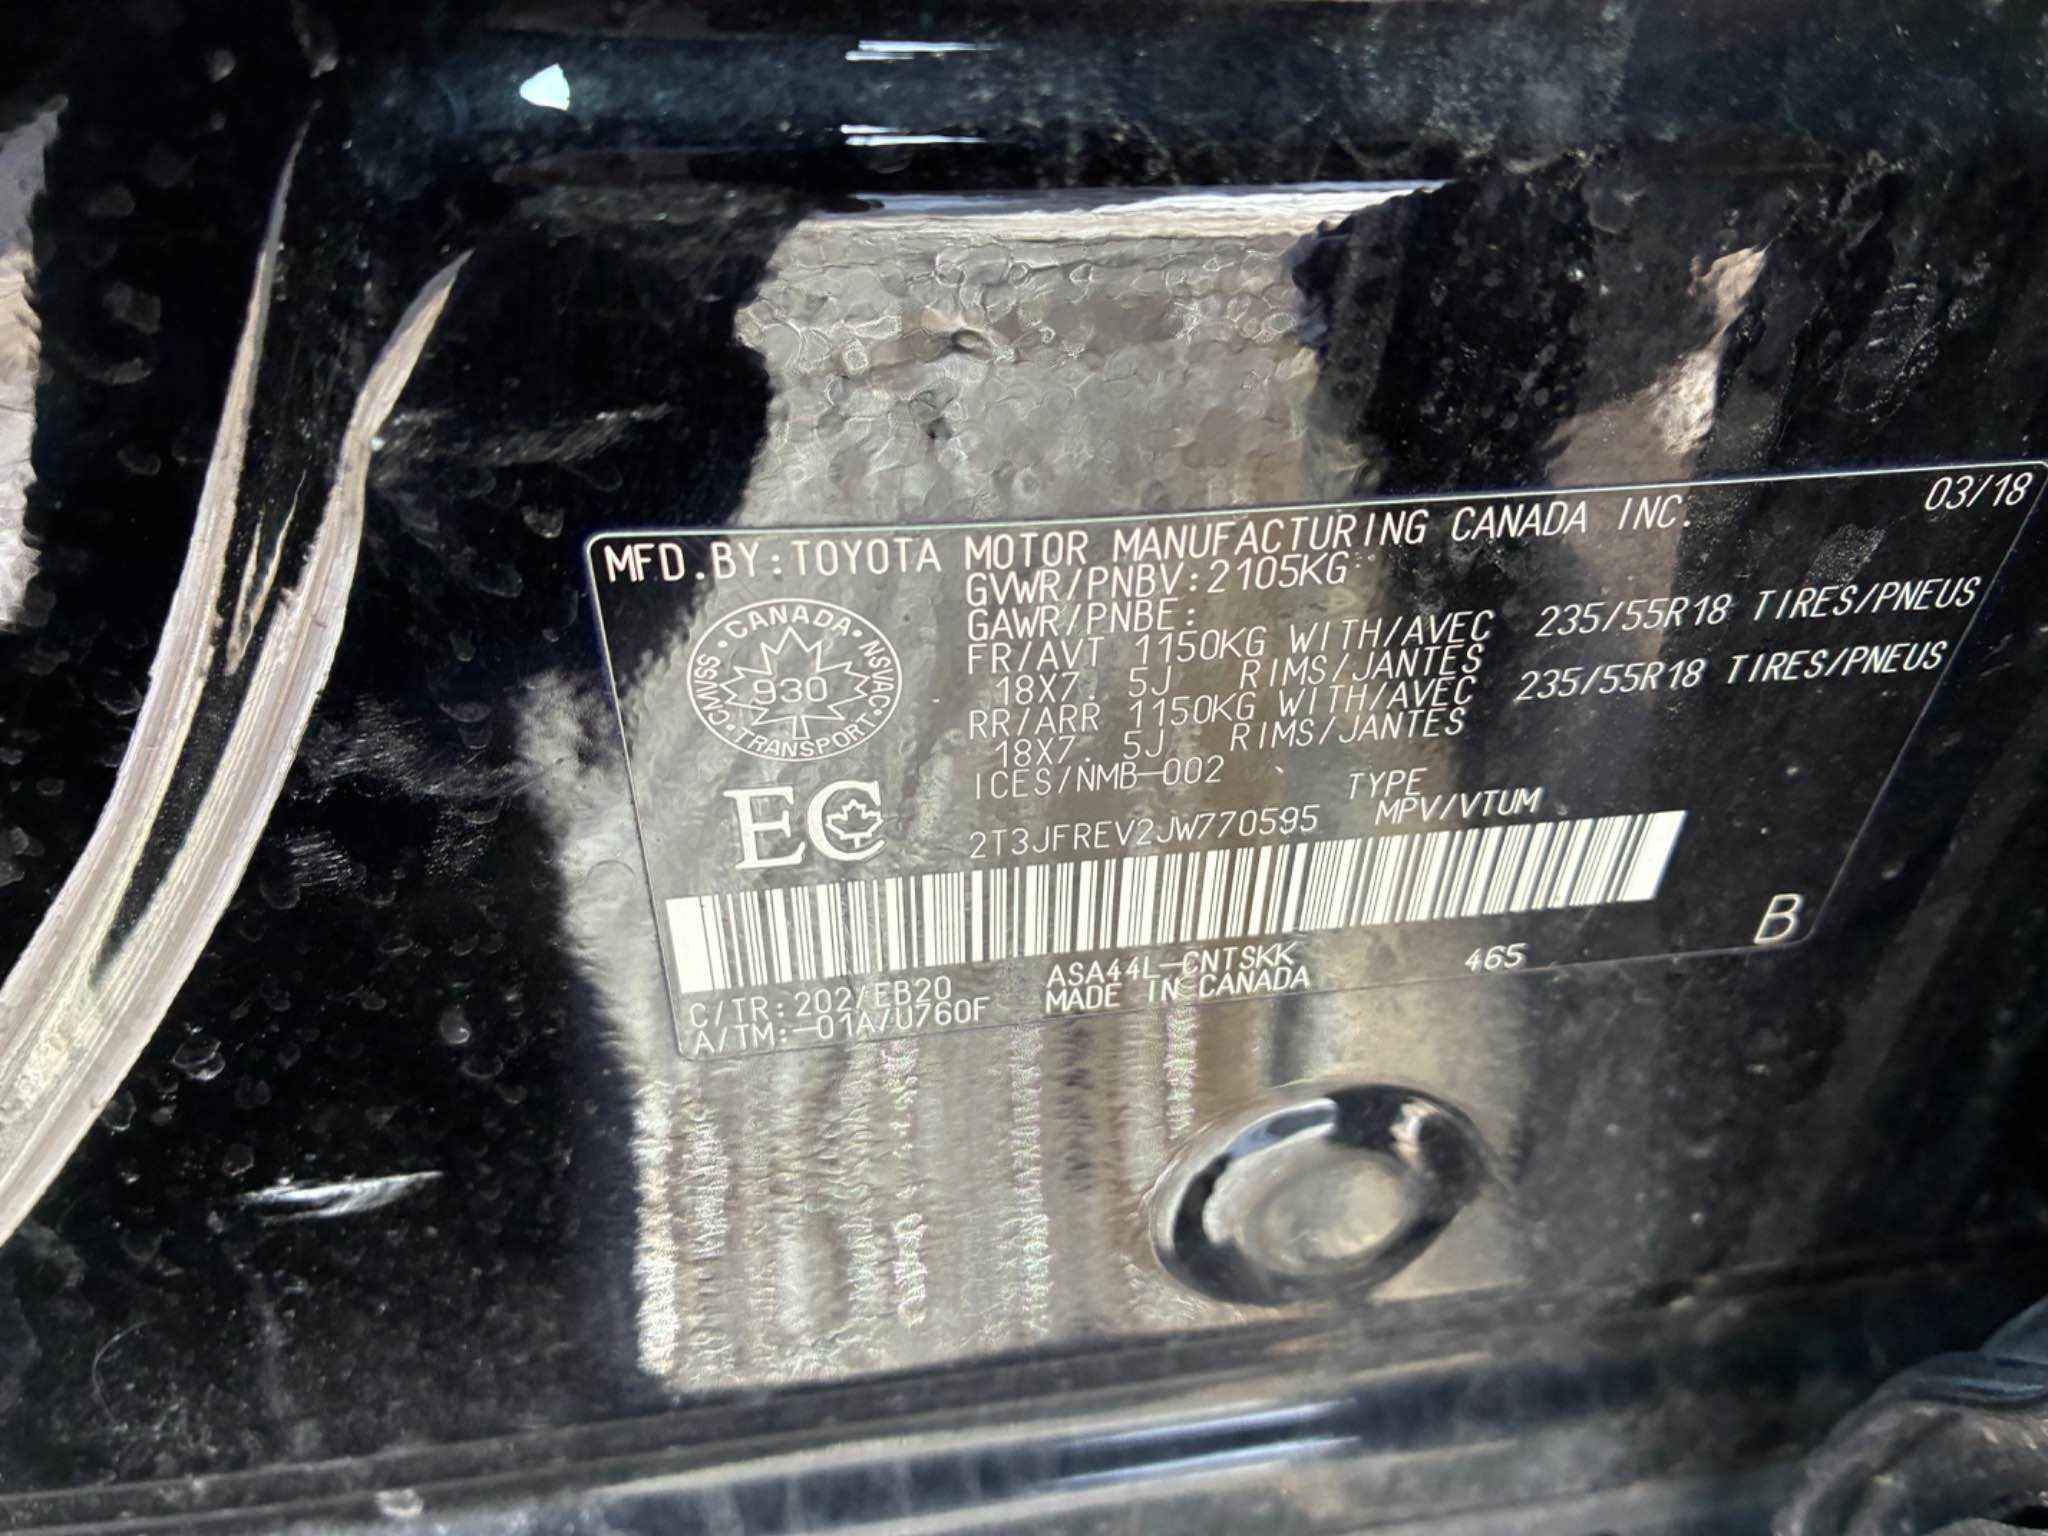 MFD.BY:TOYOTA MOTOR MANUFACTURING CANADA INC. 03/18
GVWR/PNBV:2105KG
GAWR/PNBE:
FR/AVT 1150KG WITH/AVEC 235/55R18 TIRES/PNEUS
18X7.5J RIMS/JANTES
RR/ARR 1150KG WITH/AVEC 235/55R18 TIRES/PNEUS
18X7.5J RIMS/JANTES
ICES/NMB-002
CANADA • NSVAC • TRANSPORT • CMVSS •
930
EC
TYPE
2T3JFREV2JW770595 MPV/VTUM
B
C/TR:202/EB20 ASA44L-CNTSKK 465
A/TM:-01A/U760F MADE IN CANADA